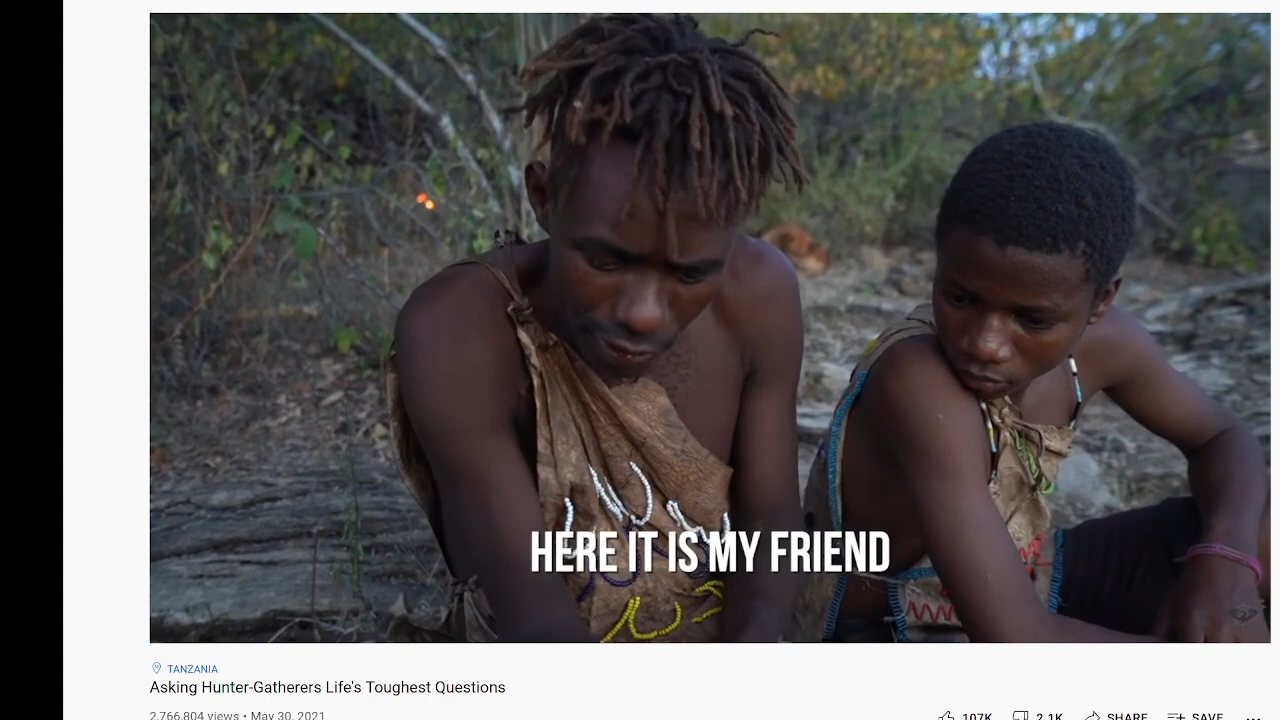 HERE IT IS MY FRIEND
TANZANIA
Asking Hunter-Gatherers Life's Toughest Questions
2,766,804 views • May 30, 2021
107K 2.1K SHARE SAVE ...